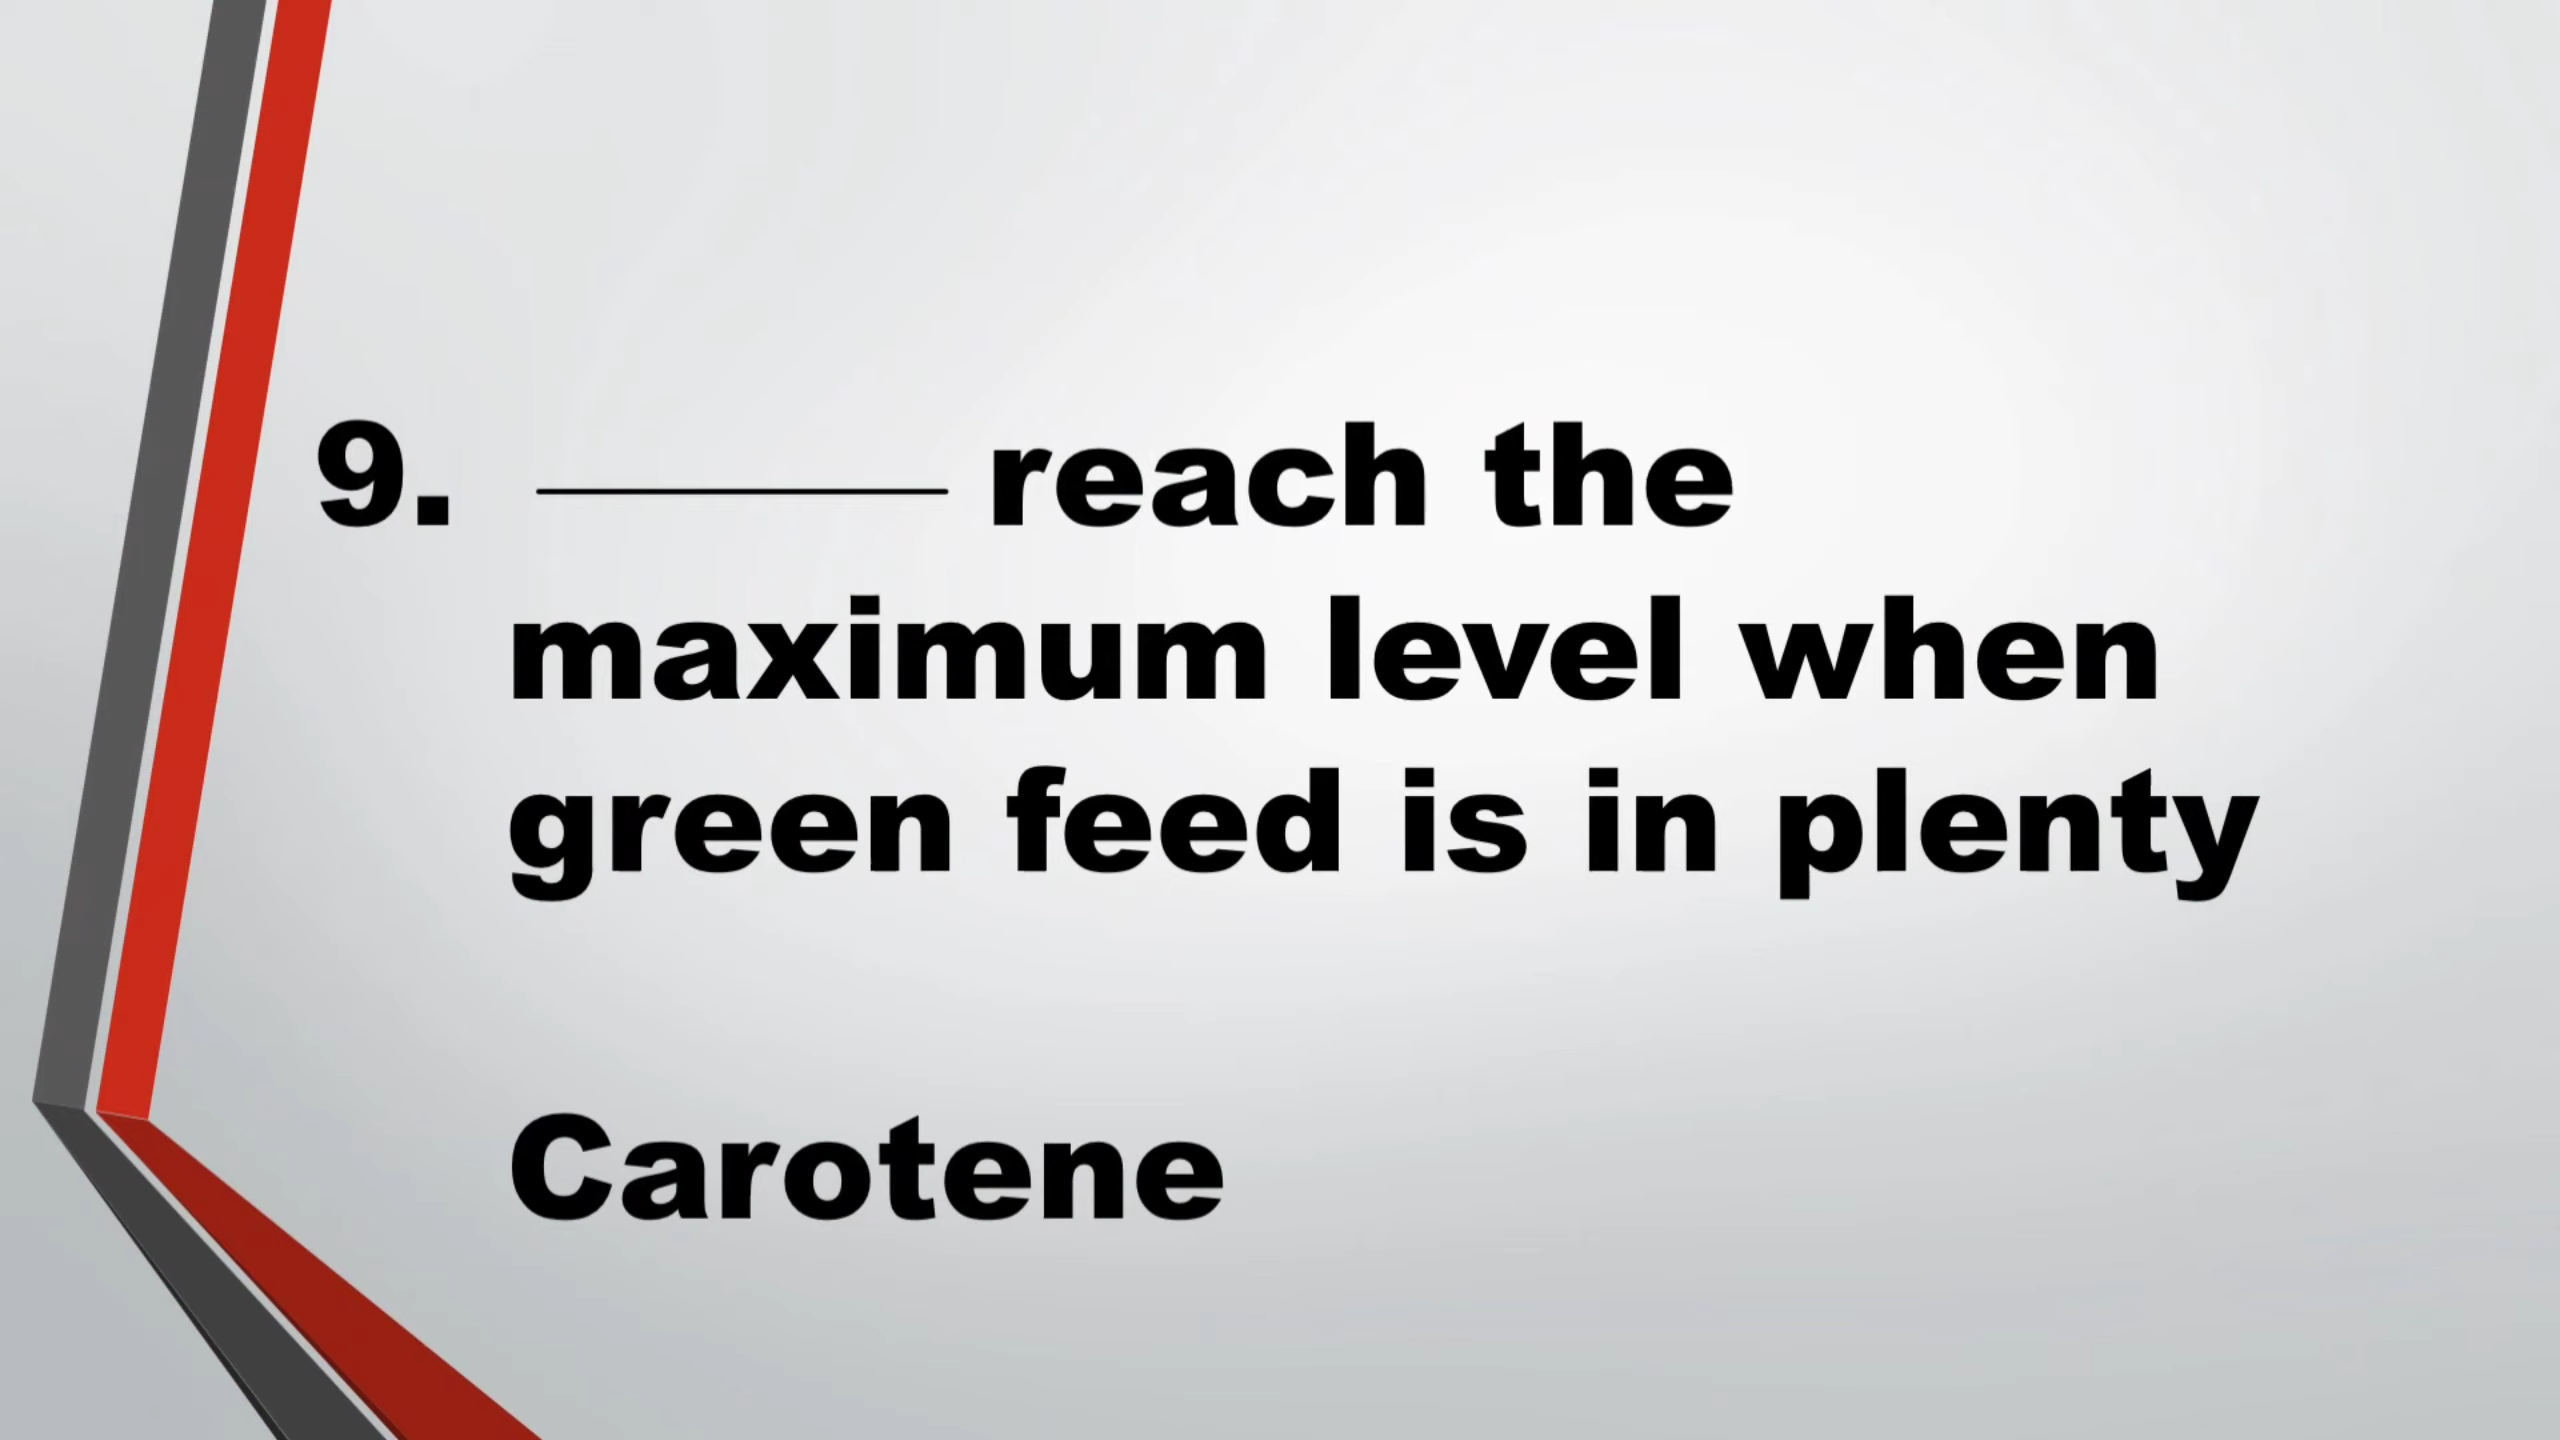 9. ______ reach the
maximum level when
green feed is in plenty
Carotene